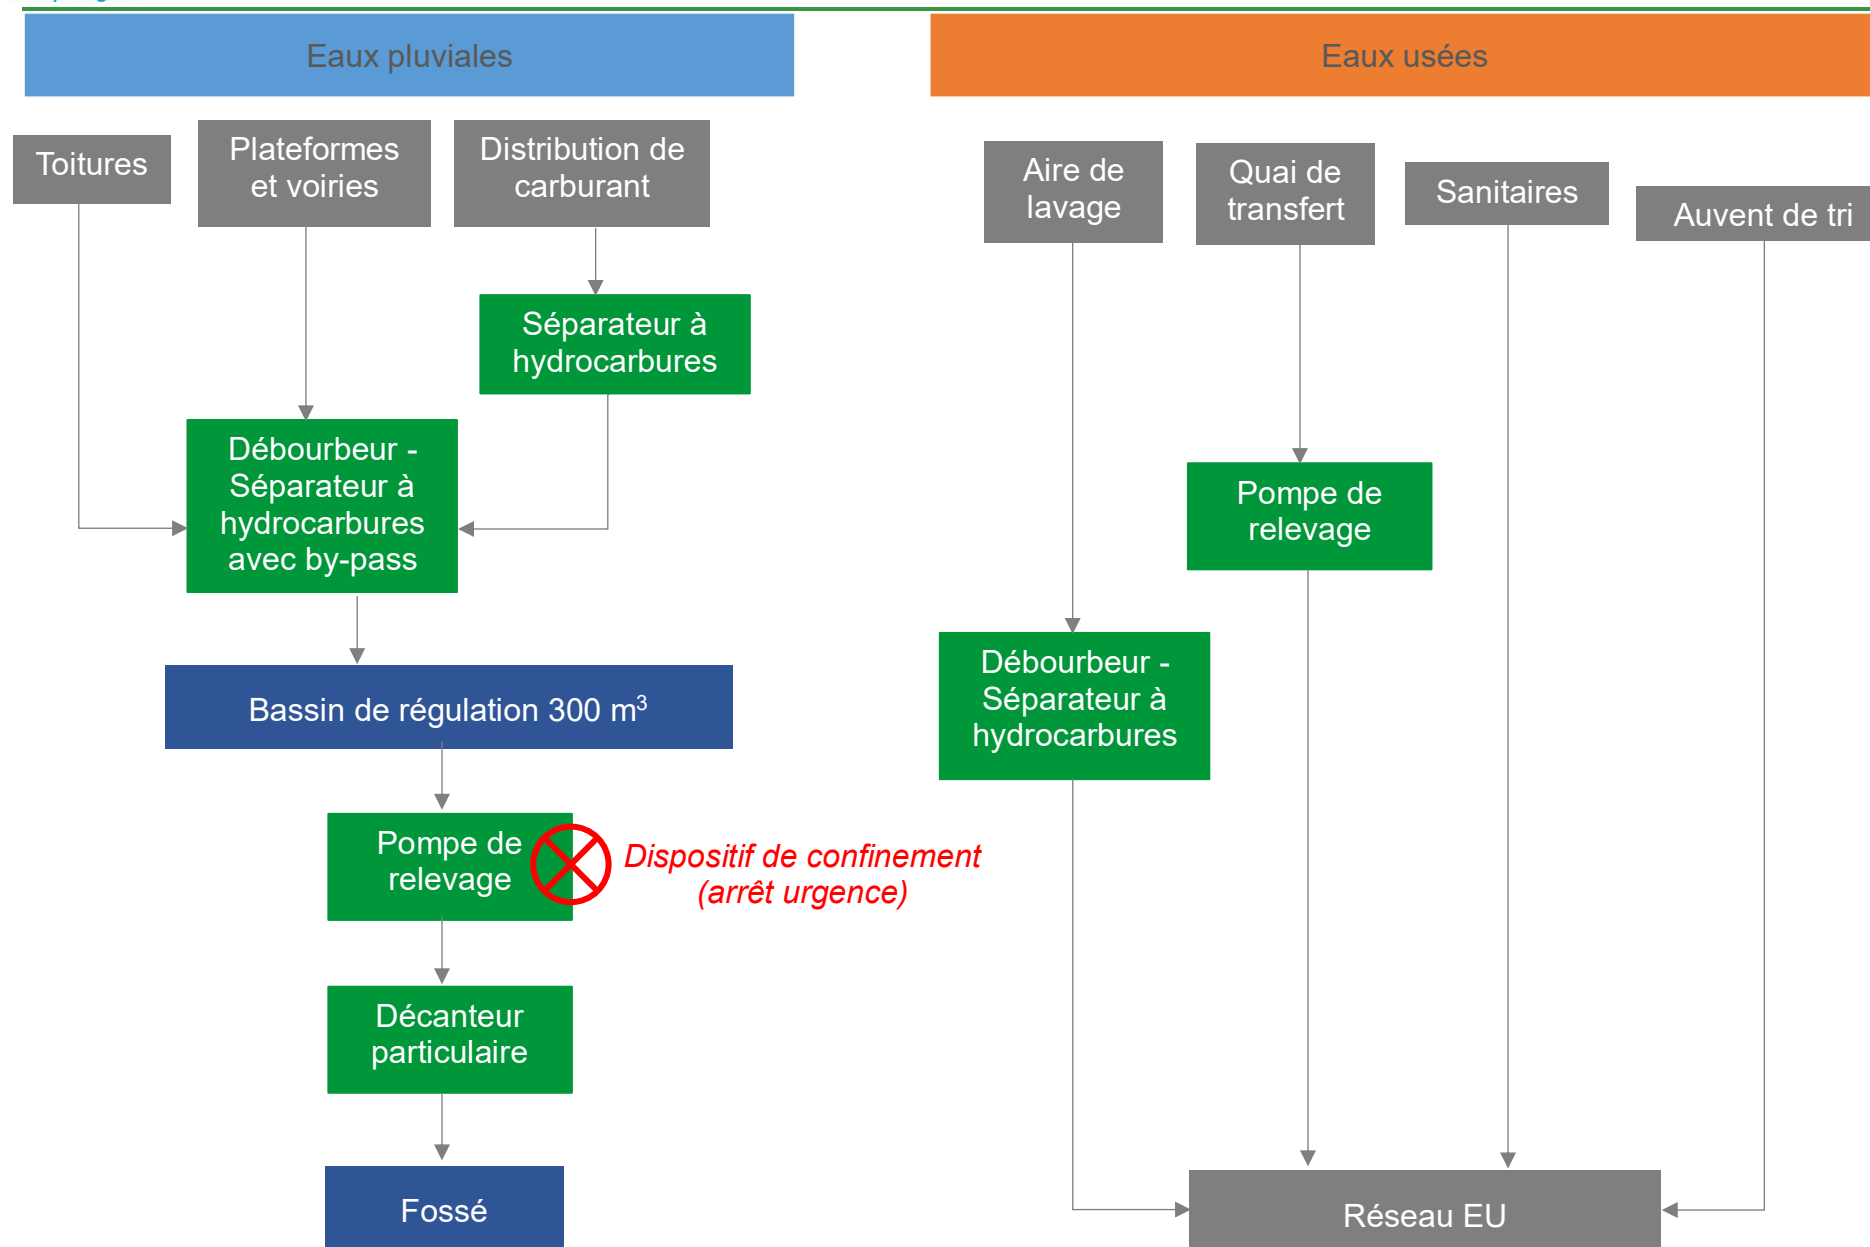 Eaux pluviales
Eaux usées
Toitures
Plateformes
et voiries
Distribution de
carburant
Séparateur à
hydrocarbures
Débourbeur -
Séparateur à
hydrocarbures
avec by-pass
Bassin de régulation 300 m³
Pompe de
relevage
Dispositif de confinement
(arrêt urgence)
Décanteur
particulaire
Fossé
Aire de
lavage
Quai de
transfert
Sanitaires
Auvent de tri
Pompe de
relevage
Débourbeur -
Séparateur à
hydrocarbures
Réseau EU